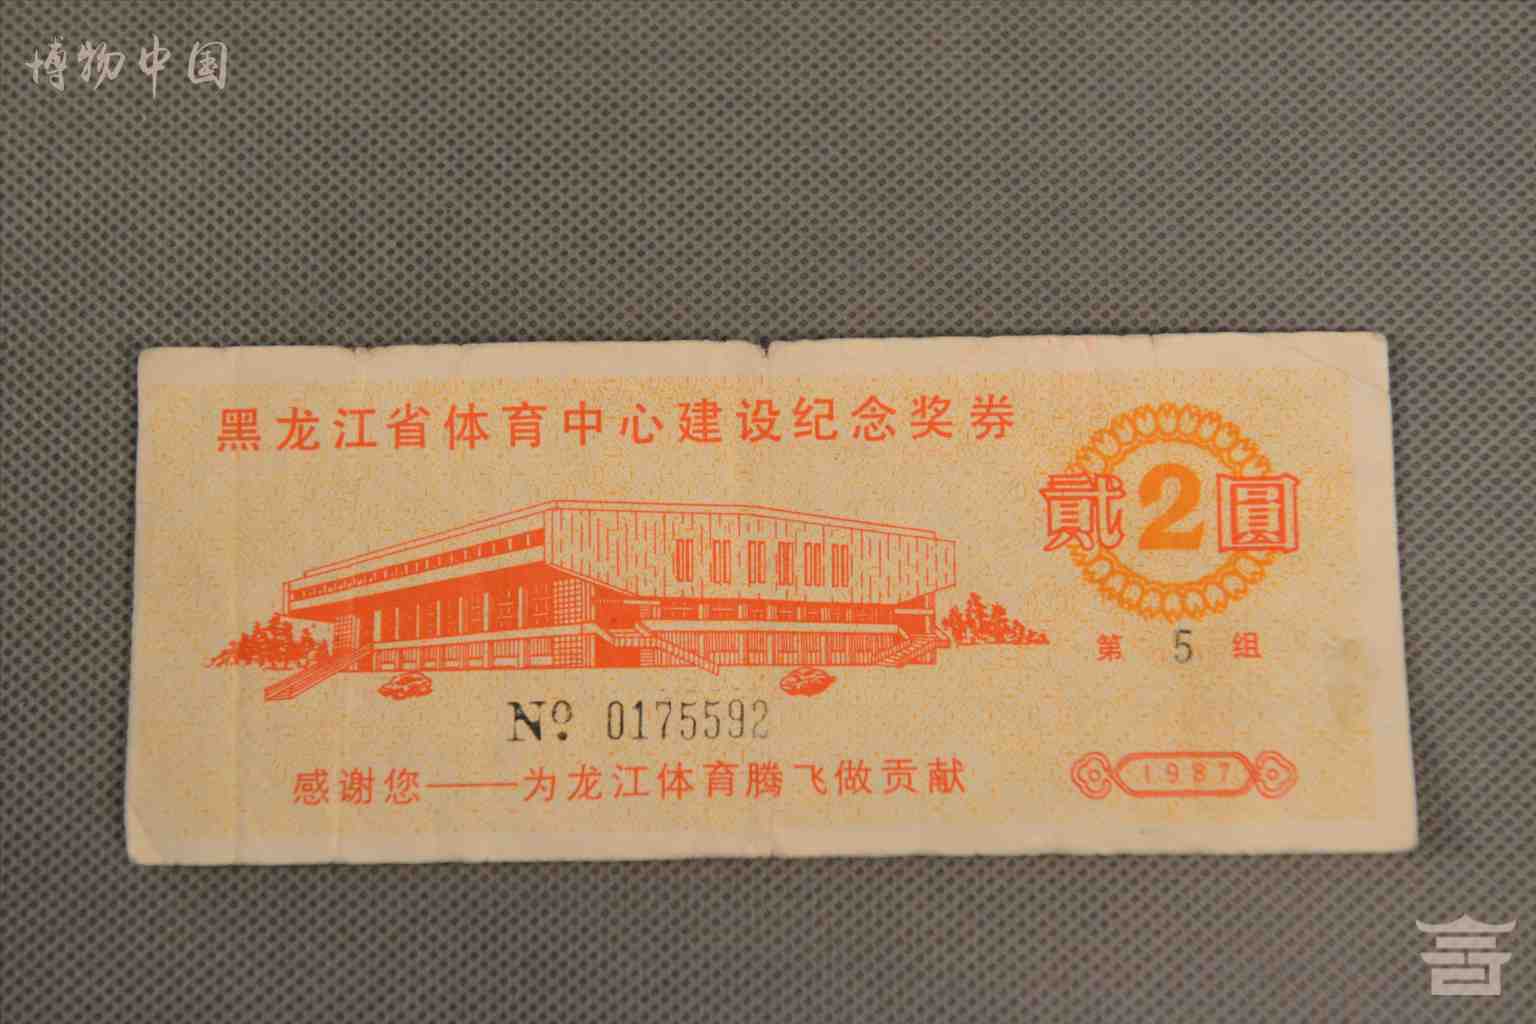 博物中国
黑龙江省体育中心建设纪念奖券
贰2圆
第 5 组
Nº 0175592
感谢您——为龙江体育腾飞做贡献
1987